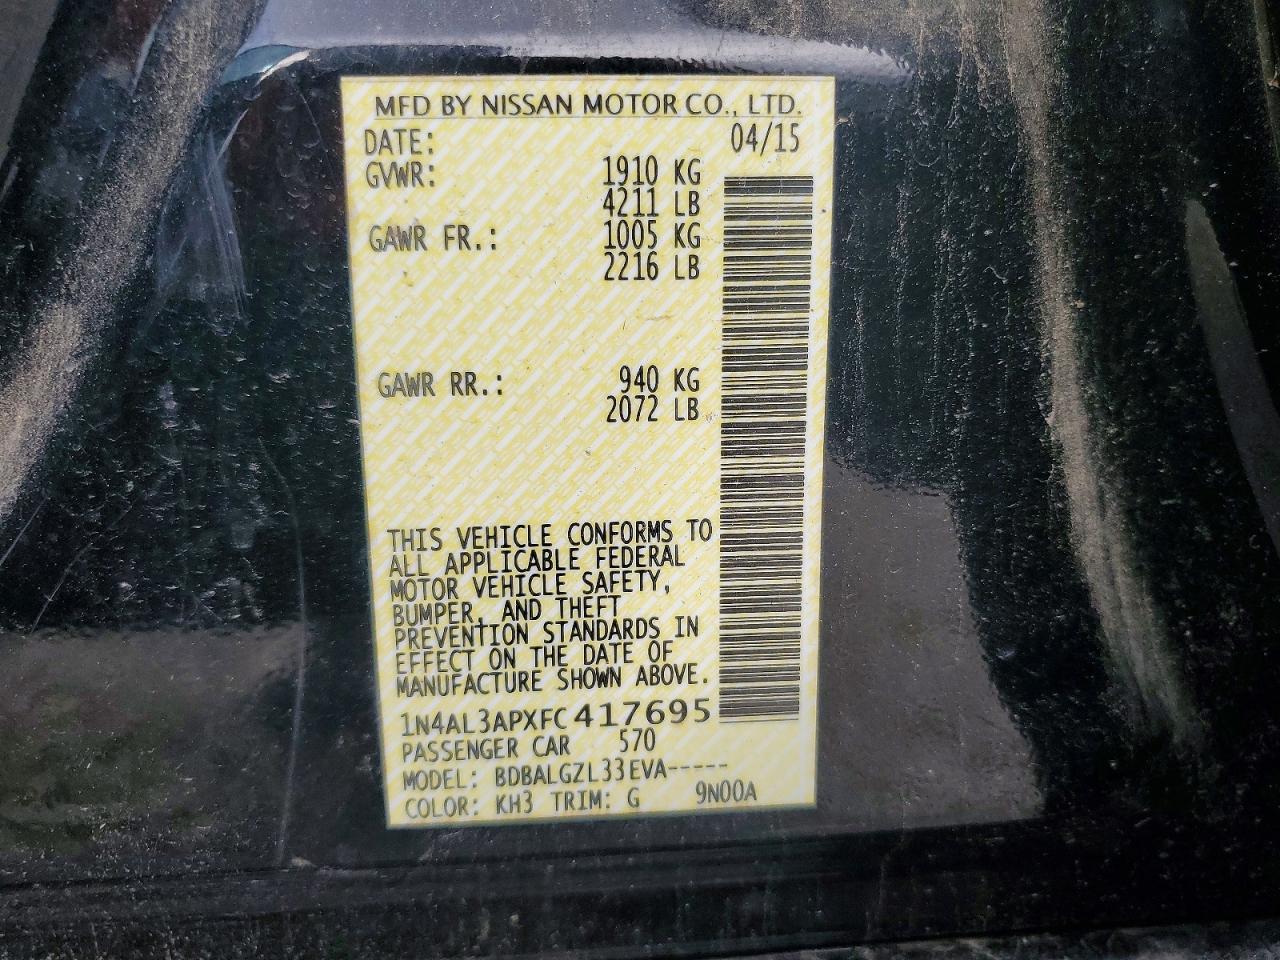 MFD BY NISSAN MOTOR CO., LTD.
DATE: 04/15
GVWR: 1910 KG
4211 LB
GAWR FR.: 1005 KG
2216 LB
GAWR RR.: 940 KG
2072 LB
THIS VEHICLE CONFORMS TO
ALL APPLICABLE FEDERAL
MOTOR VEHICLE SAFETY,
BUMPER, AND THEFT
PREVENTION STANDARDS IN
EFFECT ON THE DATE OF
MANUFACTURE SHOWN ABOVE.
1N4AL3APXFC417695
PASSENGER CAR 570
MODEL: BDBALGZL33EVA-----
COLOR: KH3 TRIM: G 9N00A